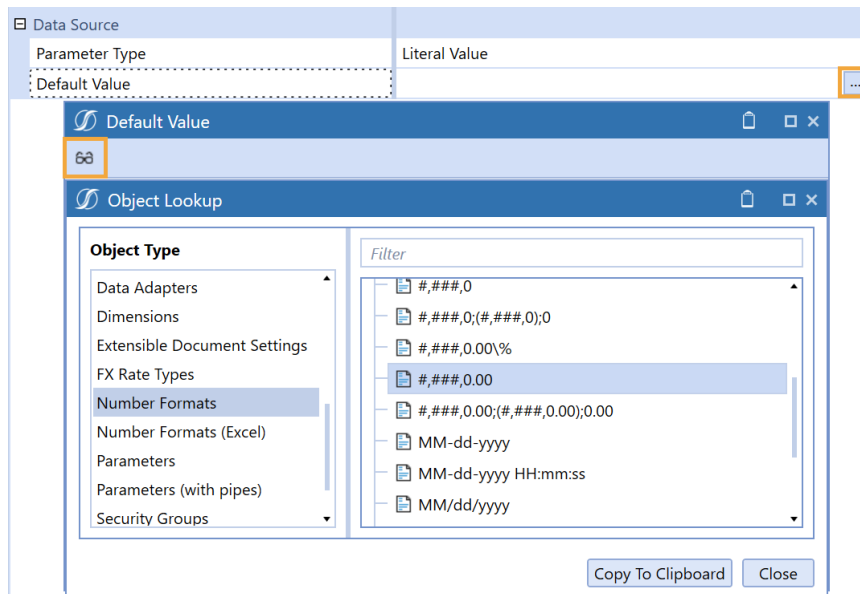 Data Source
Parameter Type Literal Value
Default Value ...
Default Value
Object Lookup
Object Type
Filter
Data Adapters
Dimensions
Extensible Document Settings
FX Rate Types
Number Formats
Number Formats (Excel)
Parameters
Parameters (with pipes)
Security Groups
#,###,0
#,###,0;(#,###,0);0
#,###,0.00\%
#,###,0.00
#,###,0.00;(#,###,0.00);0.00
MM-dd-yyyy
MM-dd-yyyy HH:mm:ss
MM/dd/yyyy
Copy To Clipboard Close